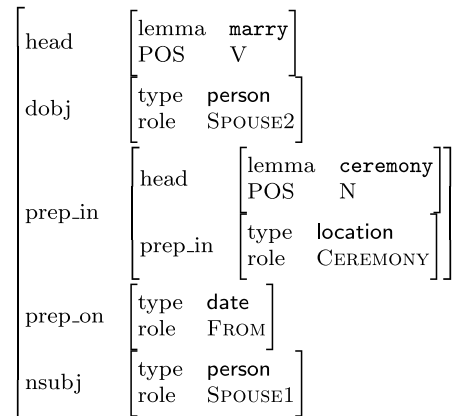 head lemma marry
POS V
dobj type person
role SPOUSE2
prep_in head lemma ceremony
POS N
prep_in type location
role CEREMONY
prep_on type date
role FROM
nsubj type person
role SPOUSE1